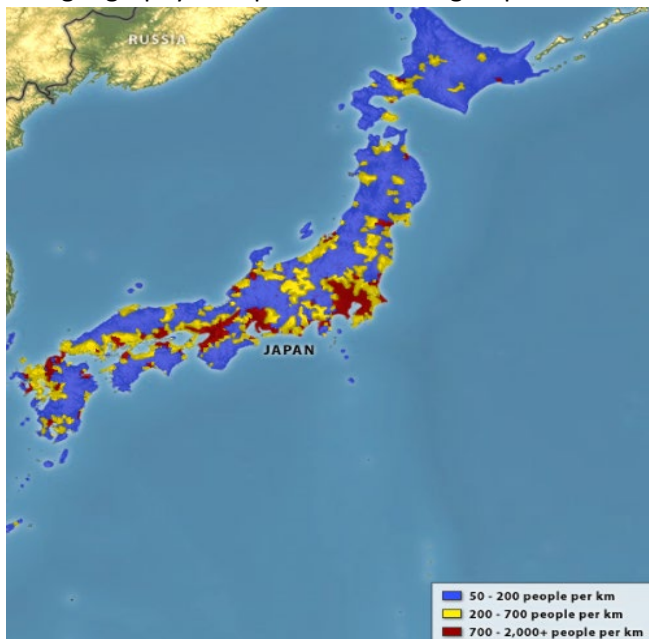 RUSSIA
JAPAN
50 - 200 people per km
200 - 700 people per km
700 - 2,000+ people per km